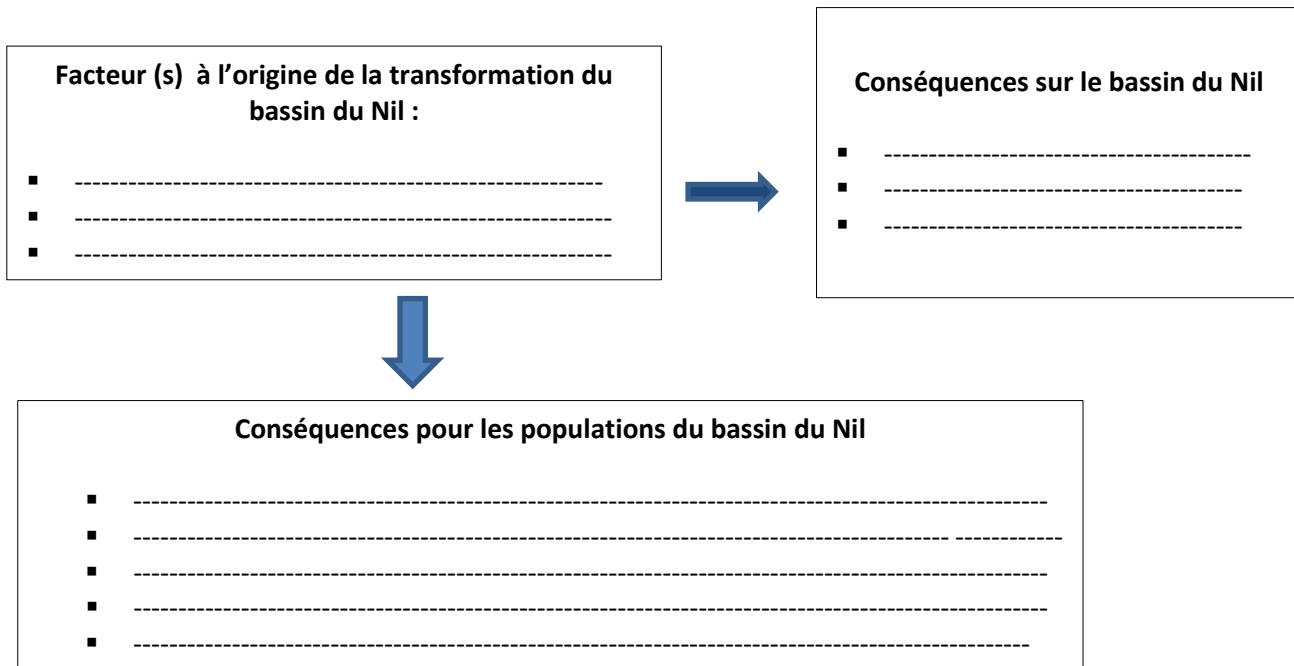 Facteur (s) à l’origine de la transformation du
bassin du Nil :
▪ -----------------------------------------------------------
▪ ------------------------------------------------------------
▪ ------------------------------------------------------------
Conséquences sur le bassin du Nil
▪ -----------------------------------------
▪ ----------------------------------------
▪ ----------------------------------------
Conséquences pour les populations du bassin du Nil
▪ ------------------------------------------------------------------------------------------------------
▪ ------------------------------------------------------------------------------------------- ------------
▪ ------------------------------------------------------------------------------------------------------
▪ ------------------------------------------------------------------------------------------------------
▪ ----------------------------------------------------------------------------------------------------